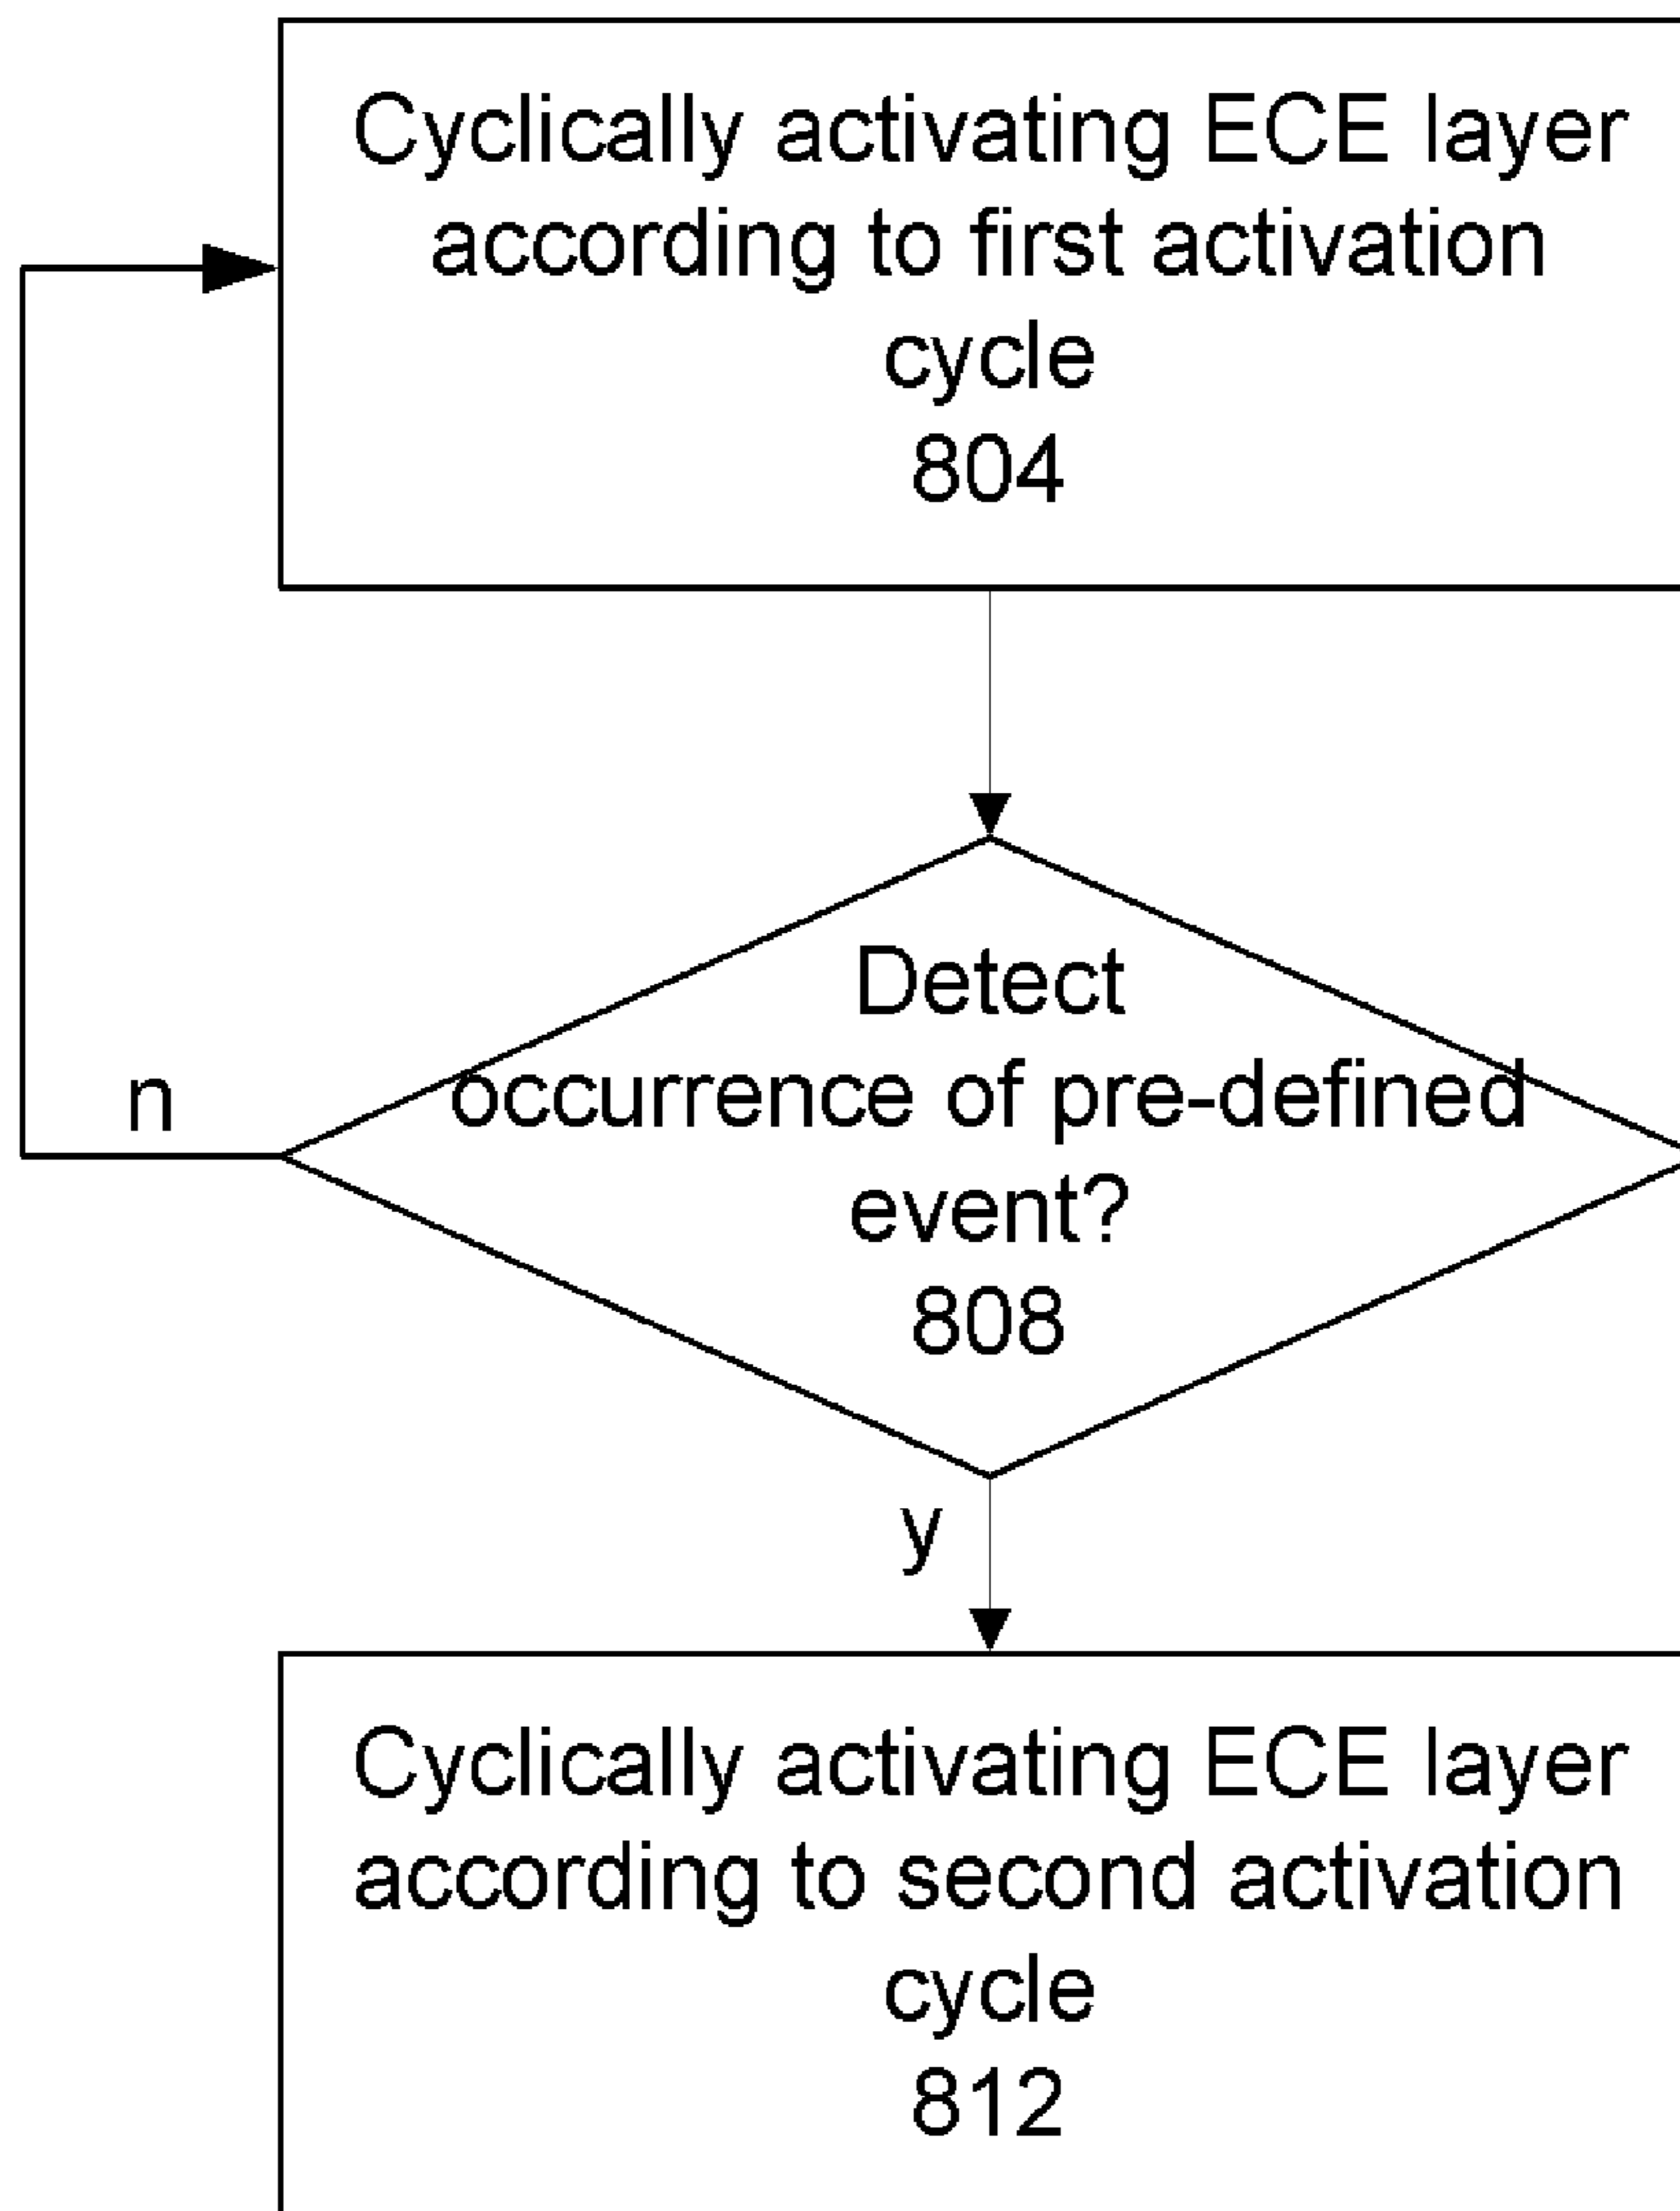 Cyclically activating ECE layer
according to first activation
cycle
804
Detect
occurrence of pre-defined
event?
808
n
y
Cyclically activating ECE layer
according to second activation
cycle
812